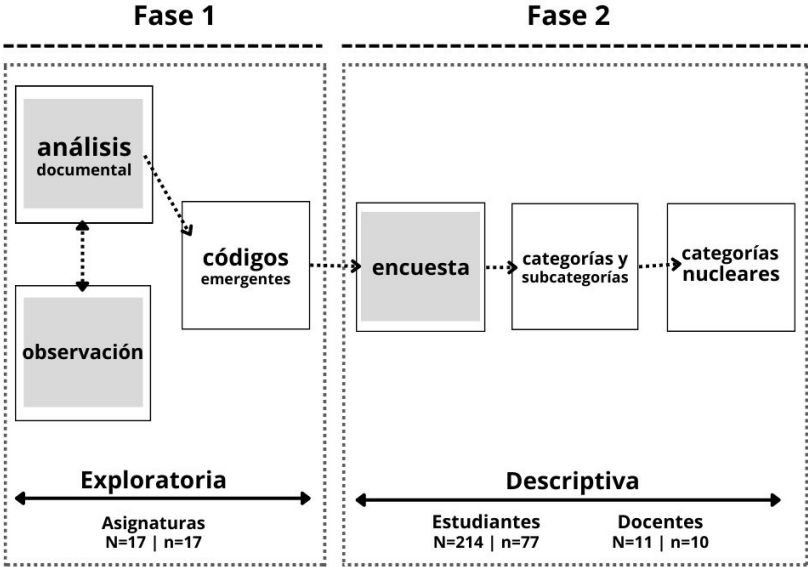 Fase 1
Fase 2
análisis
documental
códigos
emergentes
observación
encuesta
categorías y
subcategorías
categorías
nucleares
Exploratoria
Asignaturas
N=17 | n=17
Descriptiva
Estudiantes
N=214 | n=77
Docentes
N=11 | n=10